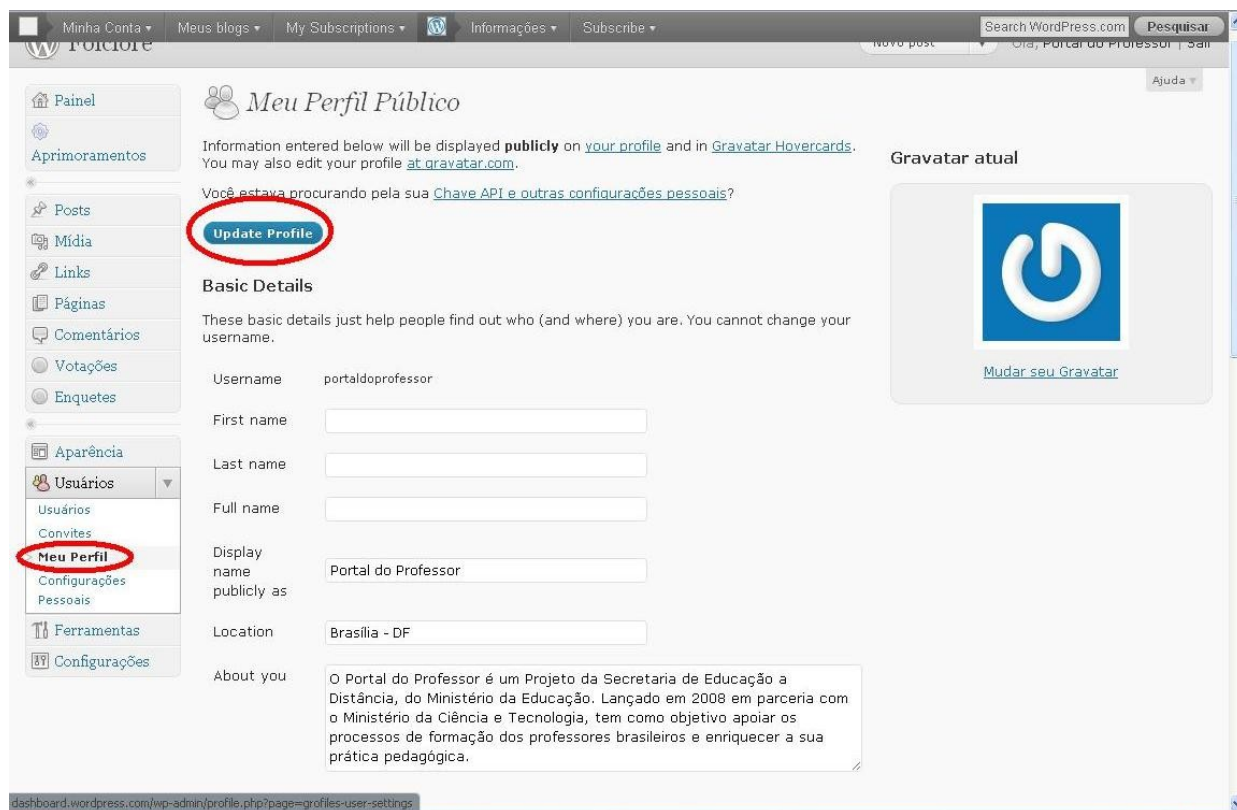 Minha Conta ▾ Meus blogs ▾ My Subscriptions ▾ Informações ▾ Subscribe ▾ Search WordPress.com Pesquisar
Folclore Novo post Olá, Portal do Professor | Sair
Ajuda
Painel
Aprimoramentos
Posts
Mídia
Links
Páginas
Comentários
Votações
Enquetes
Aparência
Usuários
Usuários
Convites
Meu Perfil
Configurações
Pessoais
Ferramentas
Configurações
Meu Perfil Público
Information entered below will be displayed publicly on your profile and in Gravatar Hovercards.
You may also edit your profile at gravatar.com.
Você estava procurando pela sua Chave API e outras configurações pessoais?
Update Profile
Basic Details
These basic details just help people find out who (and where) you are. You cannot change your
username.
Username portaldoprofessor
First name
Last name
Full name
Display
name
publicly as
Portal do Professor
Location Brasília - DF
About you
O Portal do Professor é um Projeto da Secretaria de Educação a
Distância, do Ministério da Educação. Lançado em 2008 em parceria com
o Ministério da Ciência e Tecnologia, tem como objetivo apoiar os
processos de formação dos professores brasileiros e enriquecer a sua
prática pedagógica.
Gravatar atual
Mudar seu Gravatar
dashboard.wordpress.com/wp-admin/profile.php?page=grofiles-user-settings